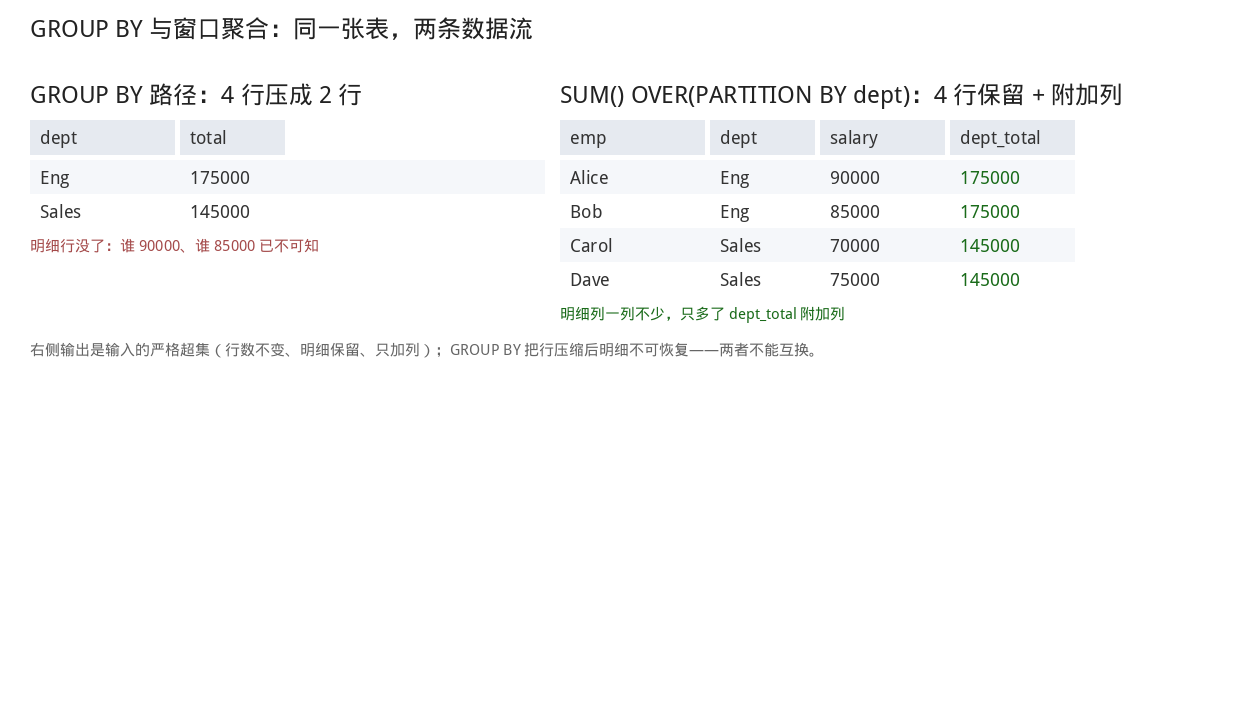 GROUP BY 与窗口聚合：同一张表，两条数据流
GROUP BY 路径：4 行压成 2 行
dept total
Eng 175000
Sales 145000
明细行没了：谁 90000、谁 85000 已不可知
SUM() OVER(PARTITION BY dept)：4 行保留 + 附加列
emp dept salary dept_total
Alice Eng 90000 175000
Bob Eng 85000 175000
Carol Sales 70000 145000
Dave Sales 75000 145000
明细列一列不少，只多了 dept_total 附加列
右侧输出是输入的严格超集（行数不变、明细保留、只加列）；GROUP BY 把行压缩后明细不可恢复——两者不能互换。